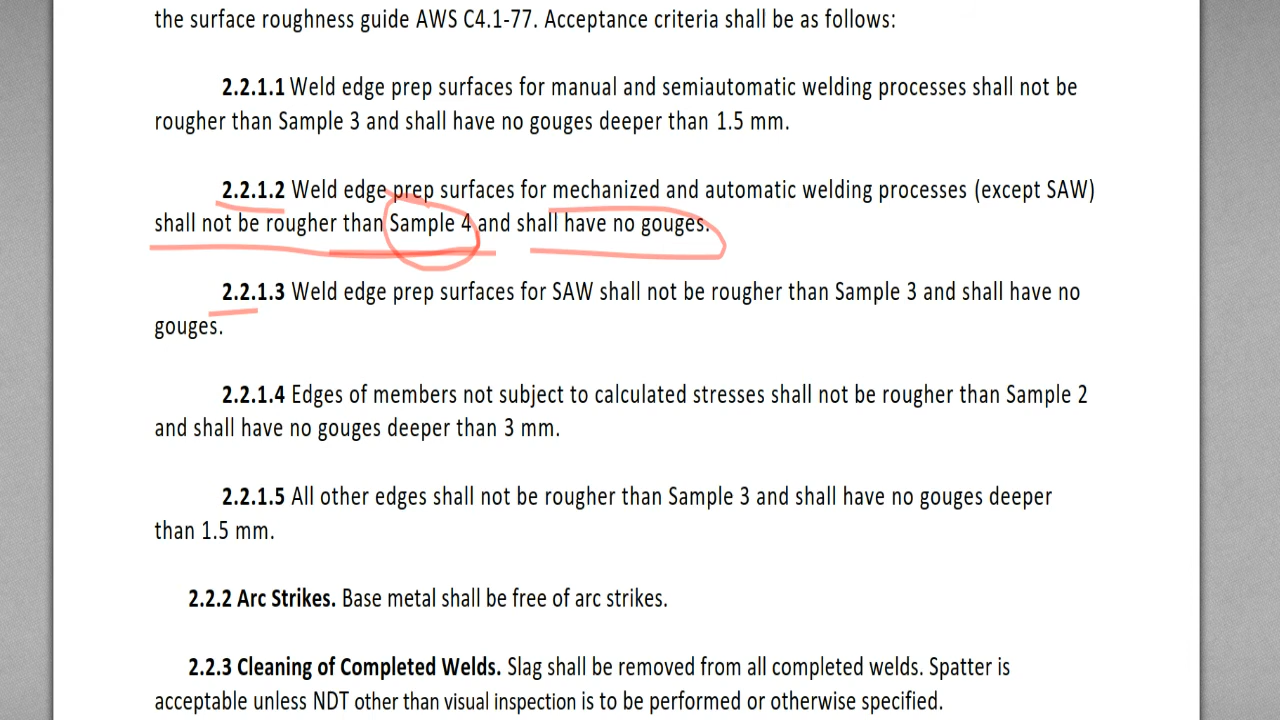 the surface roughness guide AWS C4.1-77. Acceptance criteria shall be as follows:
2.2.1.1 Weld edge prep surfaces for manual and semiautomatic welding processes shall not be
rougher than Sample 3 and shall have no gouges deeper than 1.5 mm.
2.2.1.2 Weld edge prep surfaces for mechanized and automatic welding processes (except SAW)
shall not be rougher than Sample 4 and shall have no gouges.
2.2.1.3 Weld edge prep surfaces for SAW shall not be rougher than Sample 3 and shall have no
gouges.
2.2.1.4 Edges of members not subject to calculated stresses shall not be rougher than Sample 2
and shall have no gouges deeper than 3 mm.
2.2.1.5 All other edges shall not be rougher than Sample 3 and shall have no gouges deeper
than 1.5 mm.
2.2.2 Arc Strikes. Base metal shall be free of arc strikes.
2.2.3 Cleaning of Completed Welds. Slag shall be removed from all completed welds. Spatter is
acceptable unless NDT other than visual inspection is to be performed or otherwise specified.